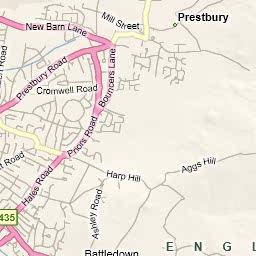 Mill Street
Prestbury
New Barn Lane
Bouncers Lane
Prestbury Road
Cromwell Road
Priors Road
Aggs Hill
Harp Hill
Hales Road
Ashley Road
435
Battledown
E N G L